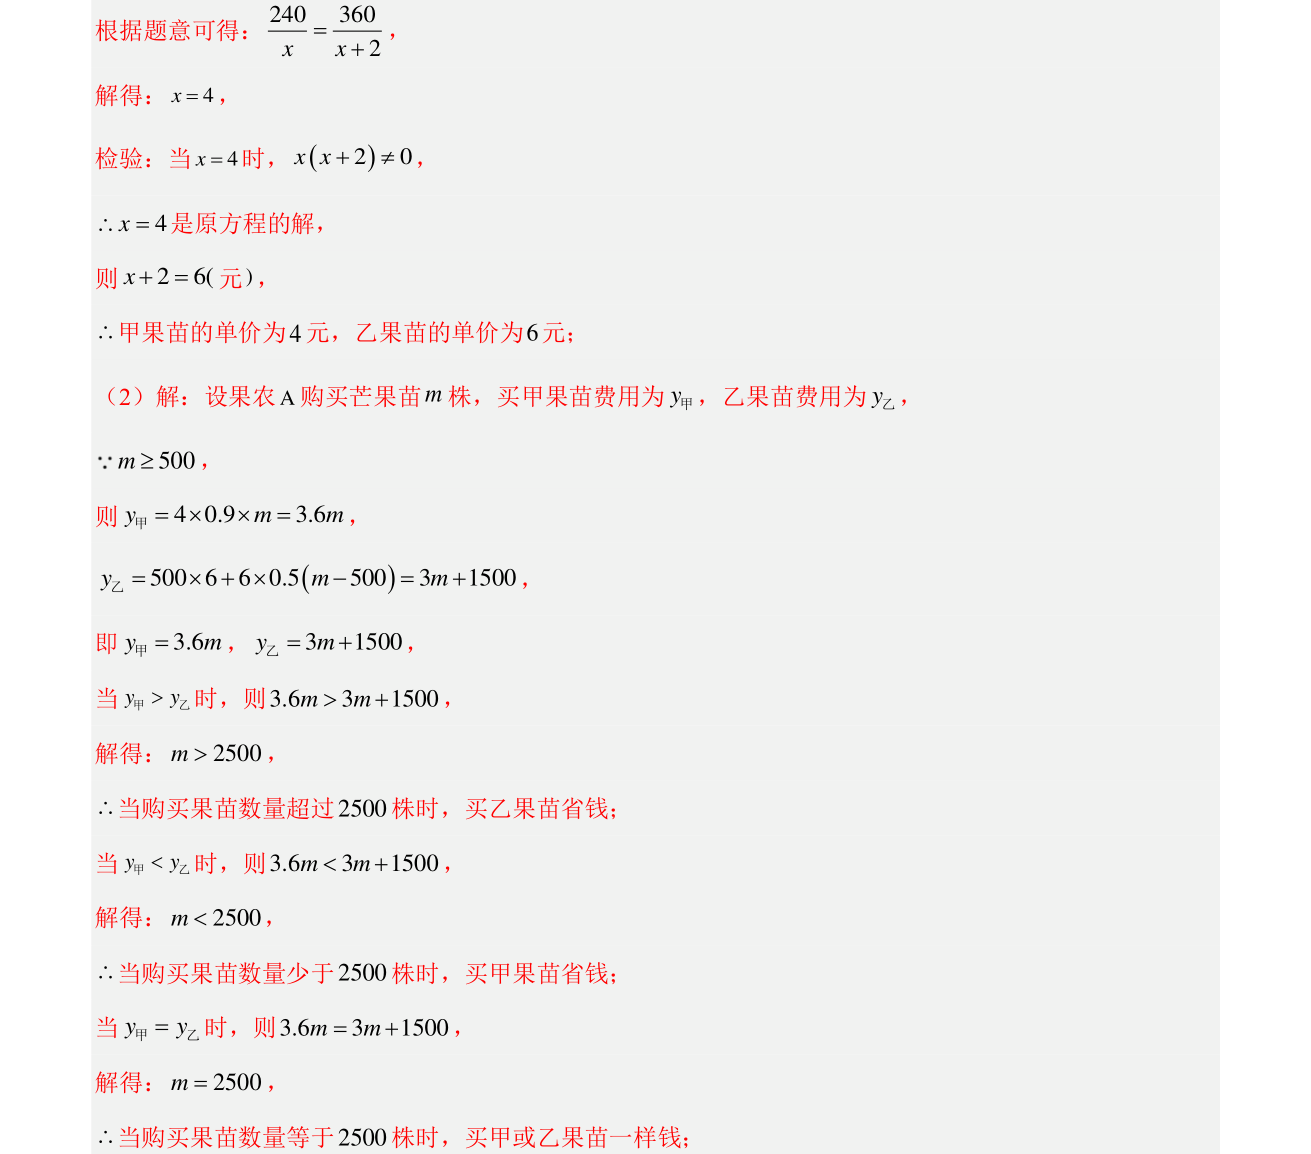 根据题意可得：240/x = 360/(x+2)，
解得：x=4，
检验：当x=4时，x(x+2)≠0，
∴x=4是原方程的解，
则x+2=6(元)，
∴甲果苗的单价为4元，乙果苗的单价为6元；
（2）解：设果农A购买芒果苗m株，买甲果苗费用为y甲，乙果苗费用为y乙，
∵m≥500，
则y甲=4×0.9×m=3.6m，
y乙=500×6+6×0.5(m−500)=3m+1500，
即y甲=3.6m，y乙=3m+1500，
当y甲>y乙时，则3.6m>3m+1500，
解得：m>2500，
∴当购买果苗数量超过2500株时，买乙果苗省钱；
当y甲<y乙时，则3.6m<3m+1500，
解得：m<2500，
∴当购买果苗数量少于2500株时，买甲果苗省钱；
当y甲=y乙时，则3.6m=3m+1500，
解得：m=2500，
∴当购买果苗数量等于2500株时，买甲或乙果苗一样钱；